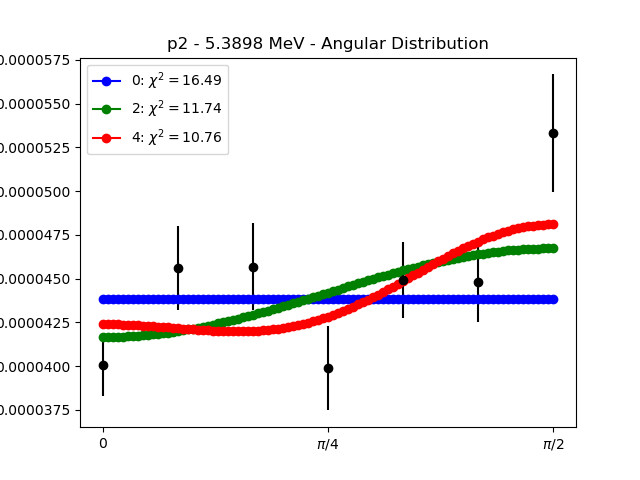 p2 - 5.3898 MeV - Angular Distribution
0: χ² = 16.49
2: χ² = 11.74
4: χ² = 10.76
0.0000575
0.0000550
0.0000525
0.0000500
0.0000475
0.0000450
0.0000425
0.0000400
0.0000375
0 π/4 π/2